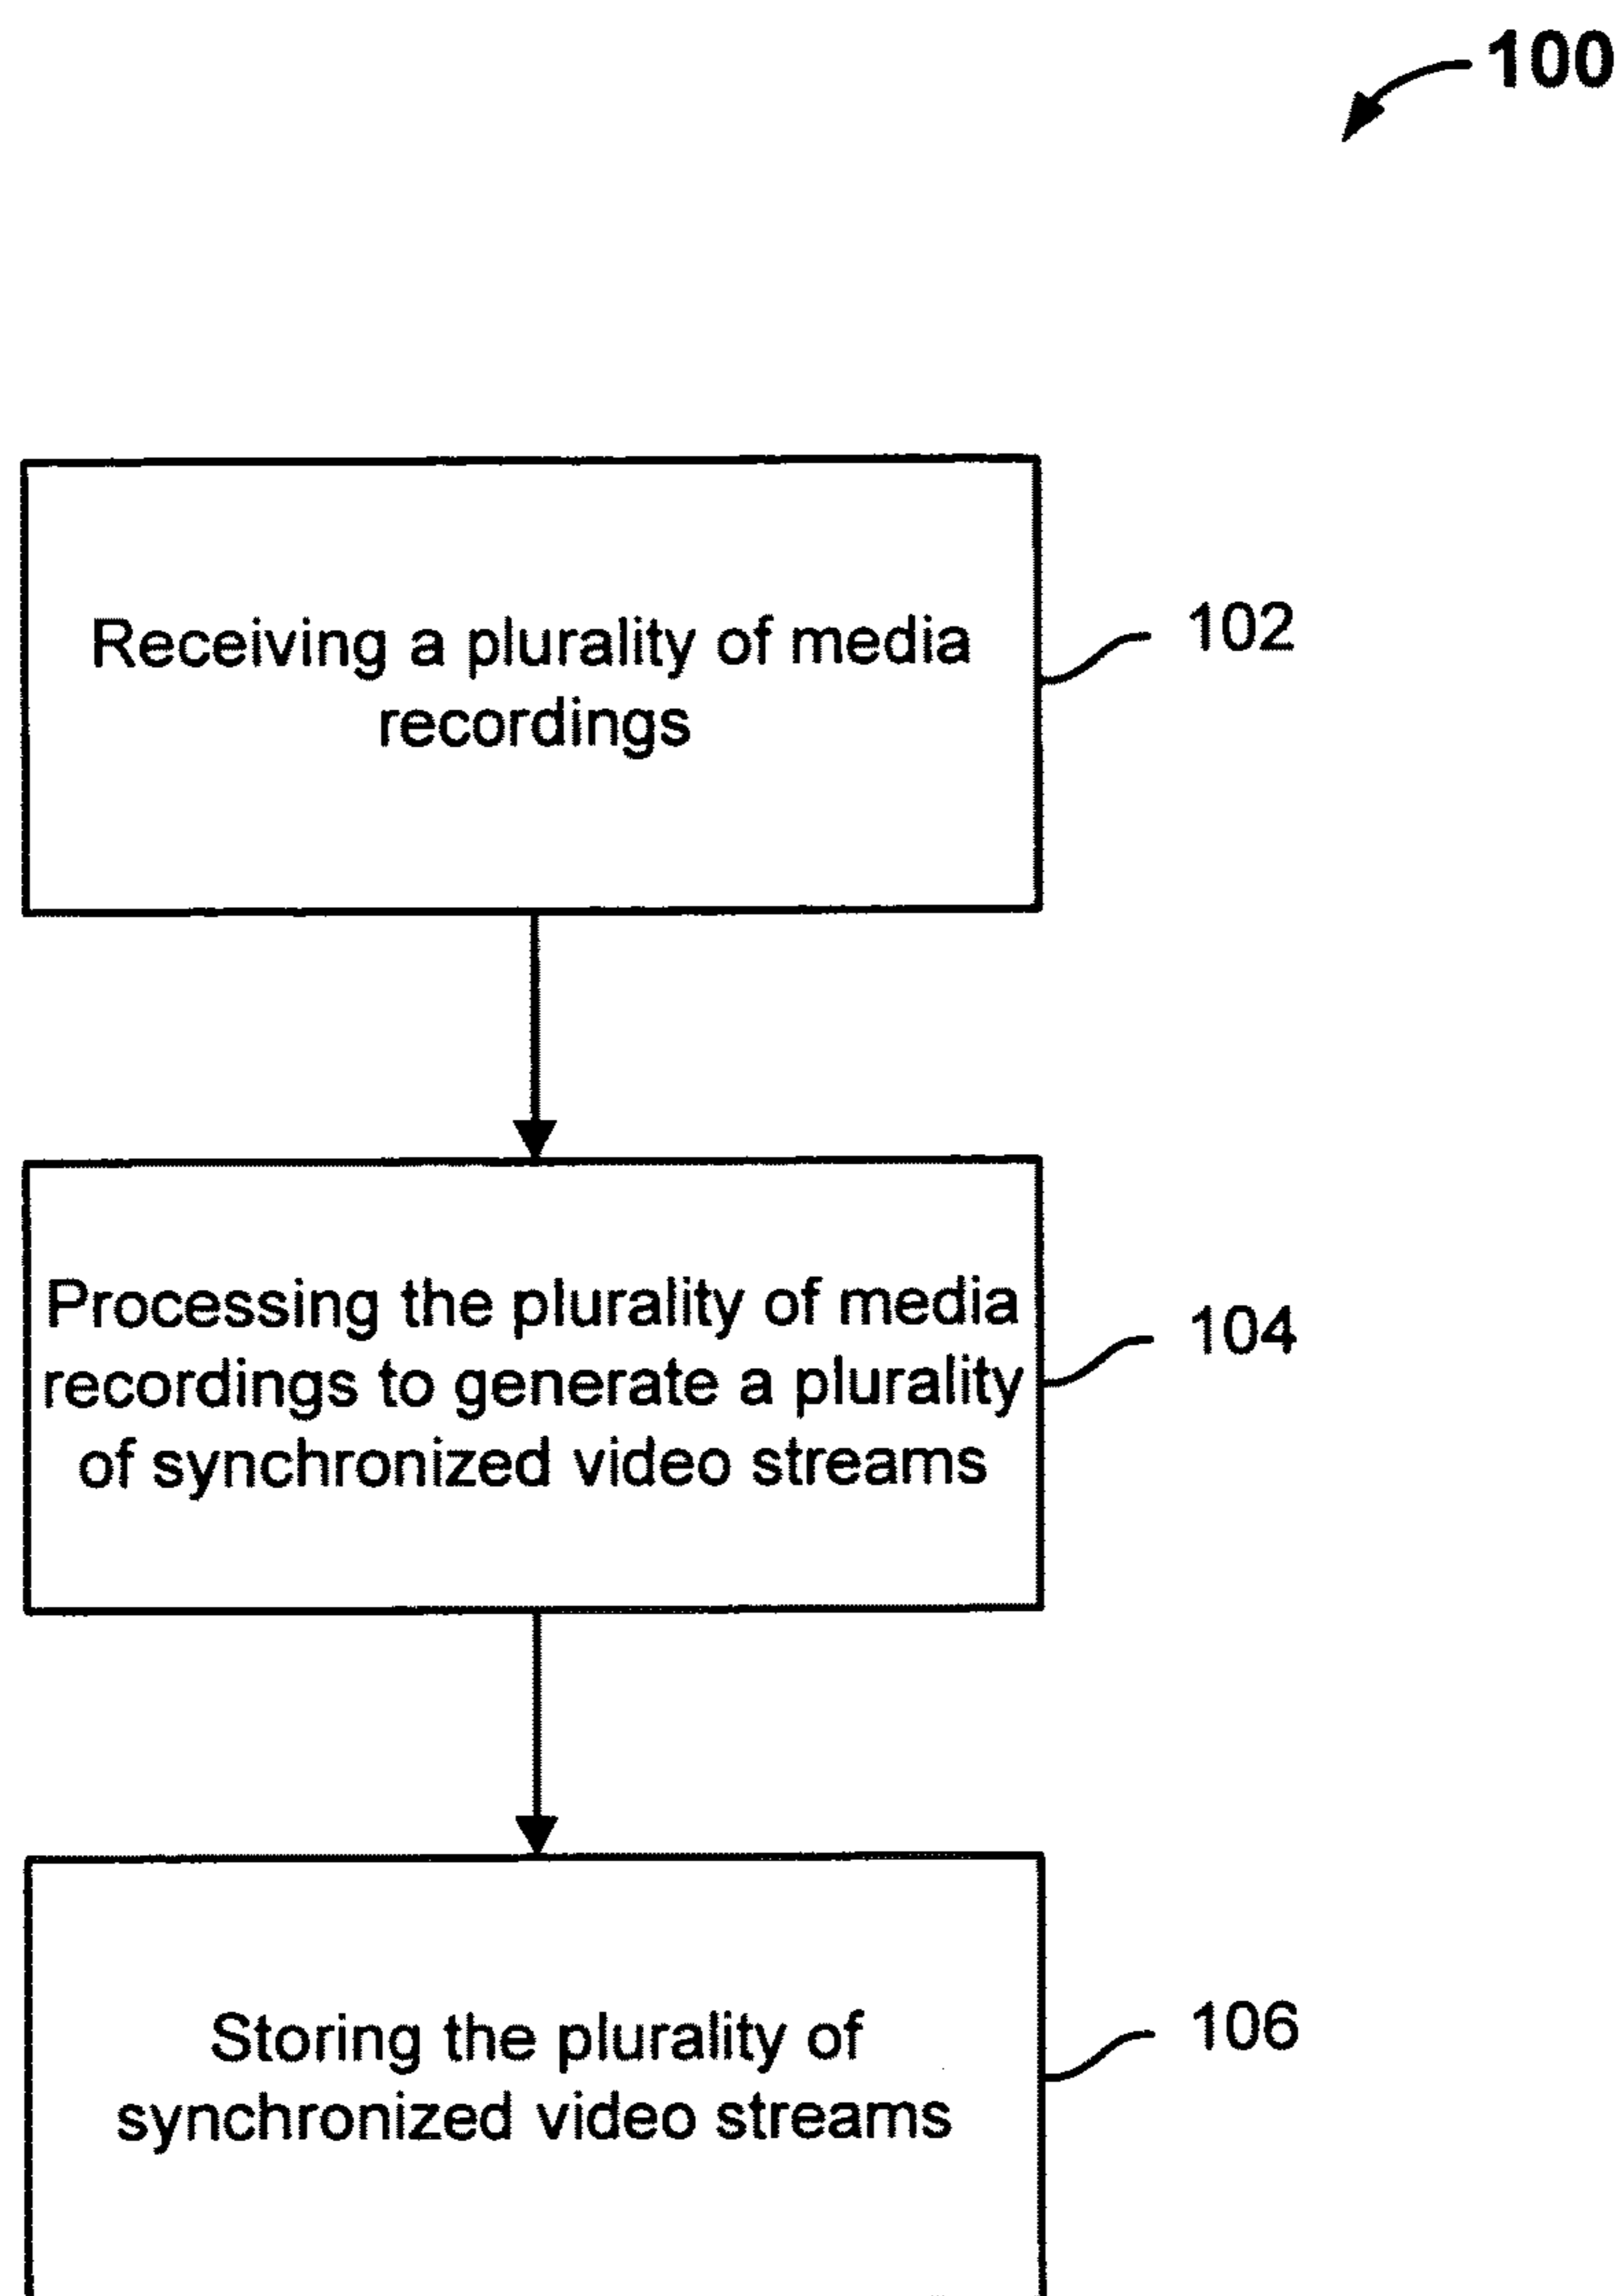 100
Receiving a plurality of media
recordings
102
Processing the plurality of media
recordings to generate a plurality
of synchronized video streams
104
Storing the plurality of
synchronized video streams
106